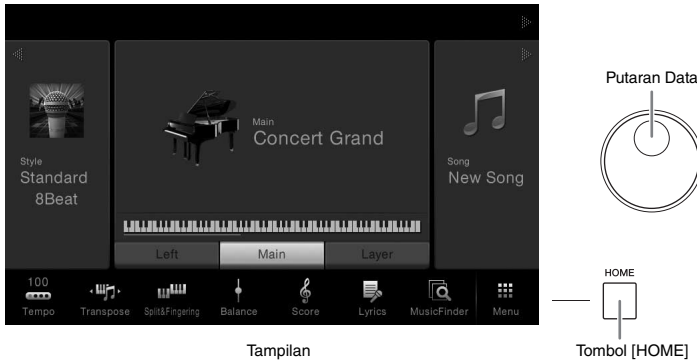 Main
Concert Grand
Style
Standard
8Beat
Song
New Song
Left
Main
Layer
100
Tempo
Transpose
Split&Fingering
Balance
Score
Lyrics
MusicFinder
Menu
Tampilan
Putaran Data
HOME
Tombol [HOME]